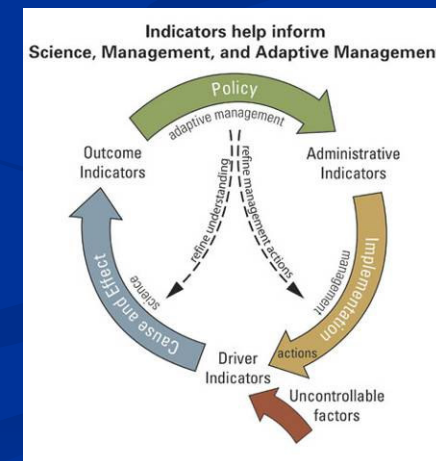 Indicators help inform
Science, Management, and Adaptive Managemen
Policy
adaptive management
Outcome
Indicators
Administrative
Indicators
refine understanding
refine management actions
Cause and Effect
science
Implementation
management
actions
Driver
Indicators
Uncontrollable
factors